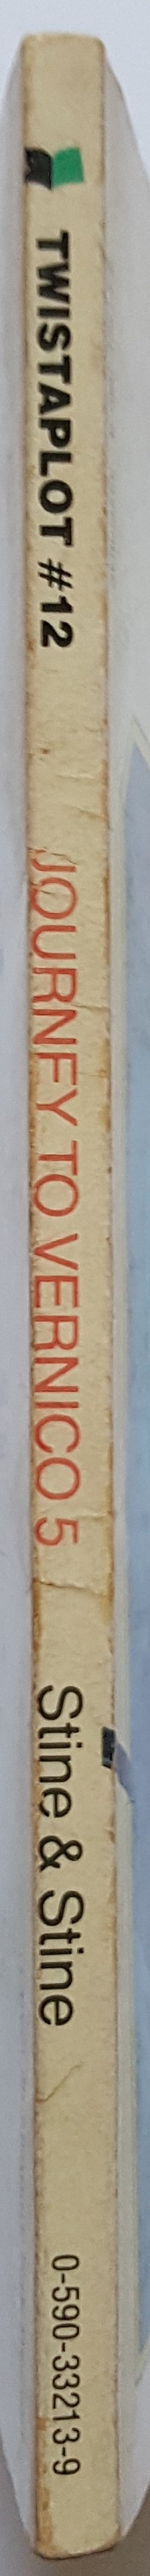 TWISTAPLOT #12
JOURNEY TO VERNICO 5
Stine & Stine
0-590-33213-9